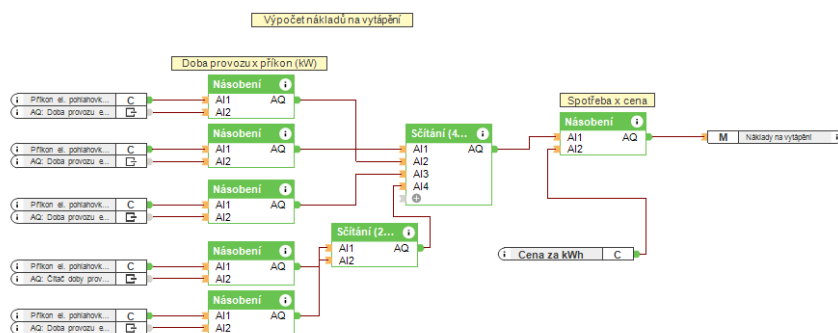 Výpočet nákladů na vytápění
Doba provozu x příkon (kW)
Násobení
AI1 AQ
AI2
Příkon el. pohlahovk... C
AQ: Doba provozu e...
Násobení
AI1 AQ
AI2
Příkon el. pohlahovk... C
AQ: Doba provozu e...
Násobení
AI1 AQ
AI2
Příkon el. pohlahovk... C
AQ: Doba provozu e...
Násobení
AI1 AQ
AI2
Příkon el. pohlahovk... C
AQ: Čítač doby prov...
Násobení
AI1 AQ
AI2
Příkon el. pohlahovk... C
AQ: Doba provozu e...
Sčítání (2...
AI1 AQ
AI2
Sčítání (4...
AI1 AQ
AI2
AI3
AI4
Spotřeba x cena
Násobení
AI1 AQ
AI2
Cena za kWh C
M Náklady na vytápění